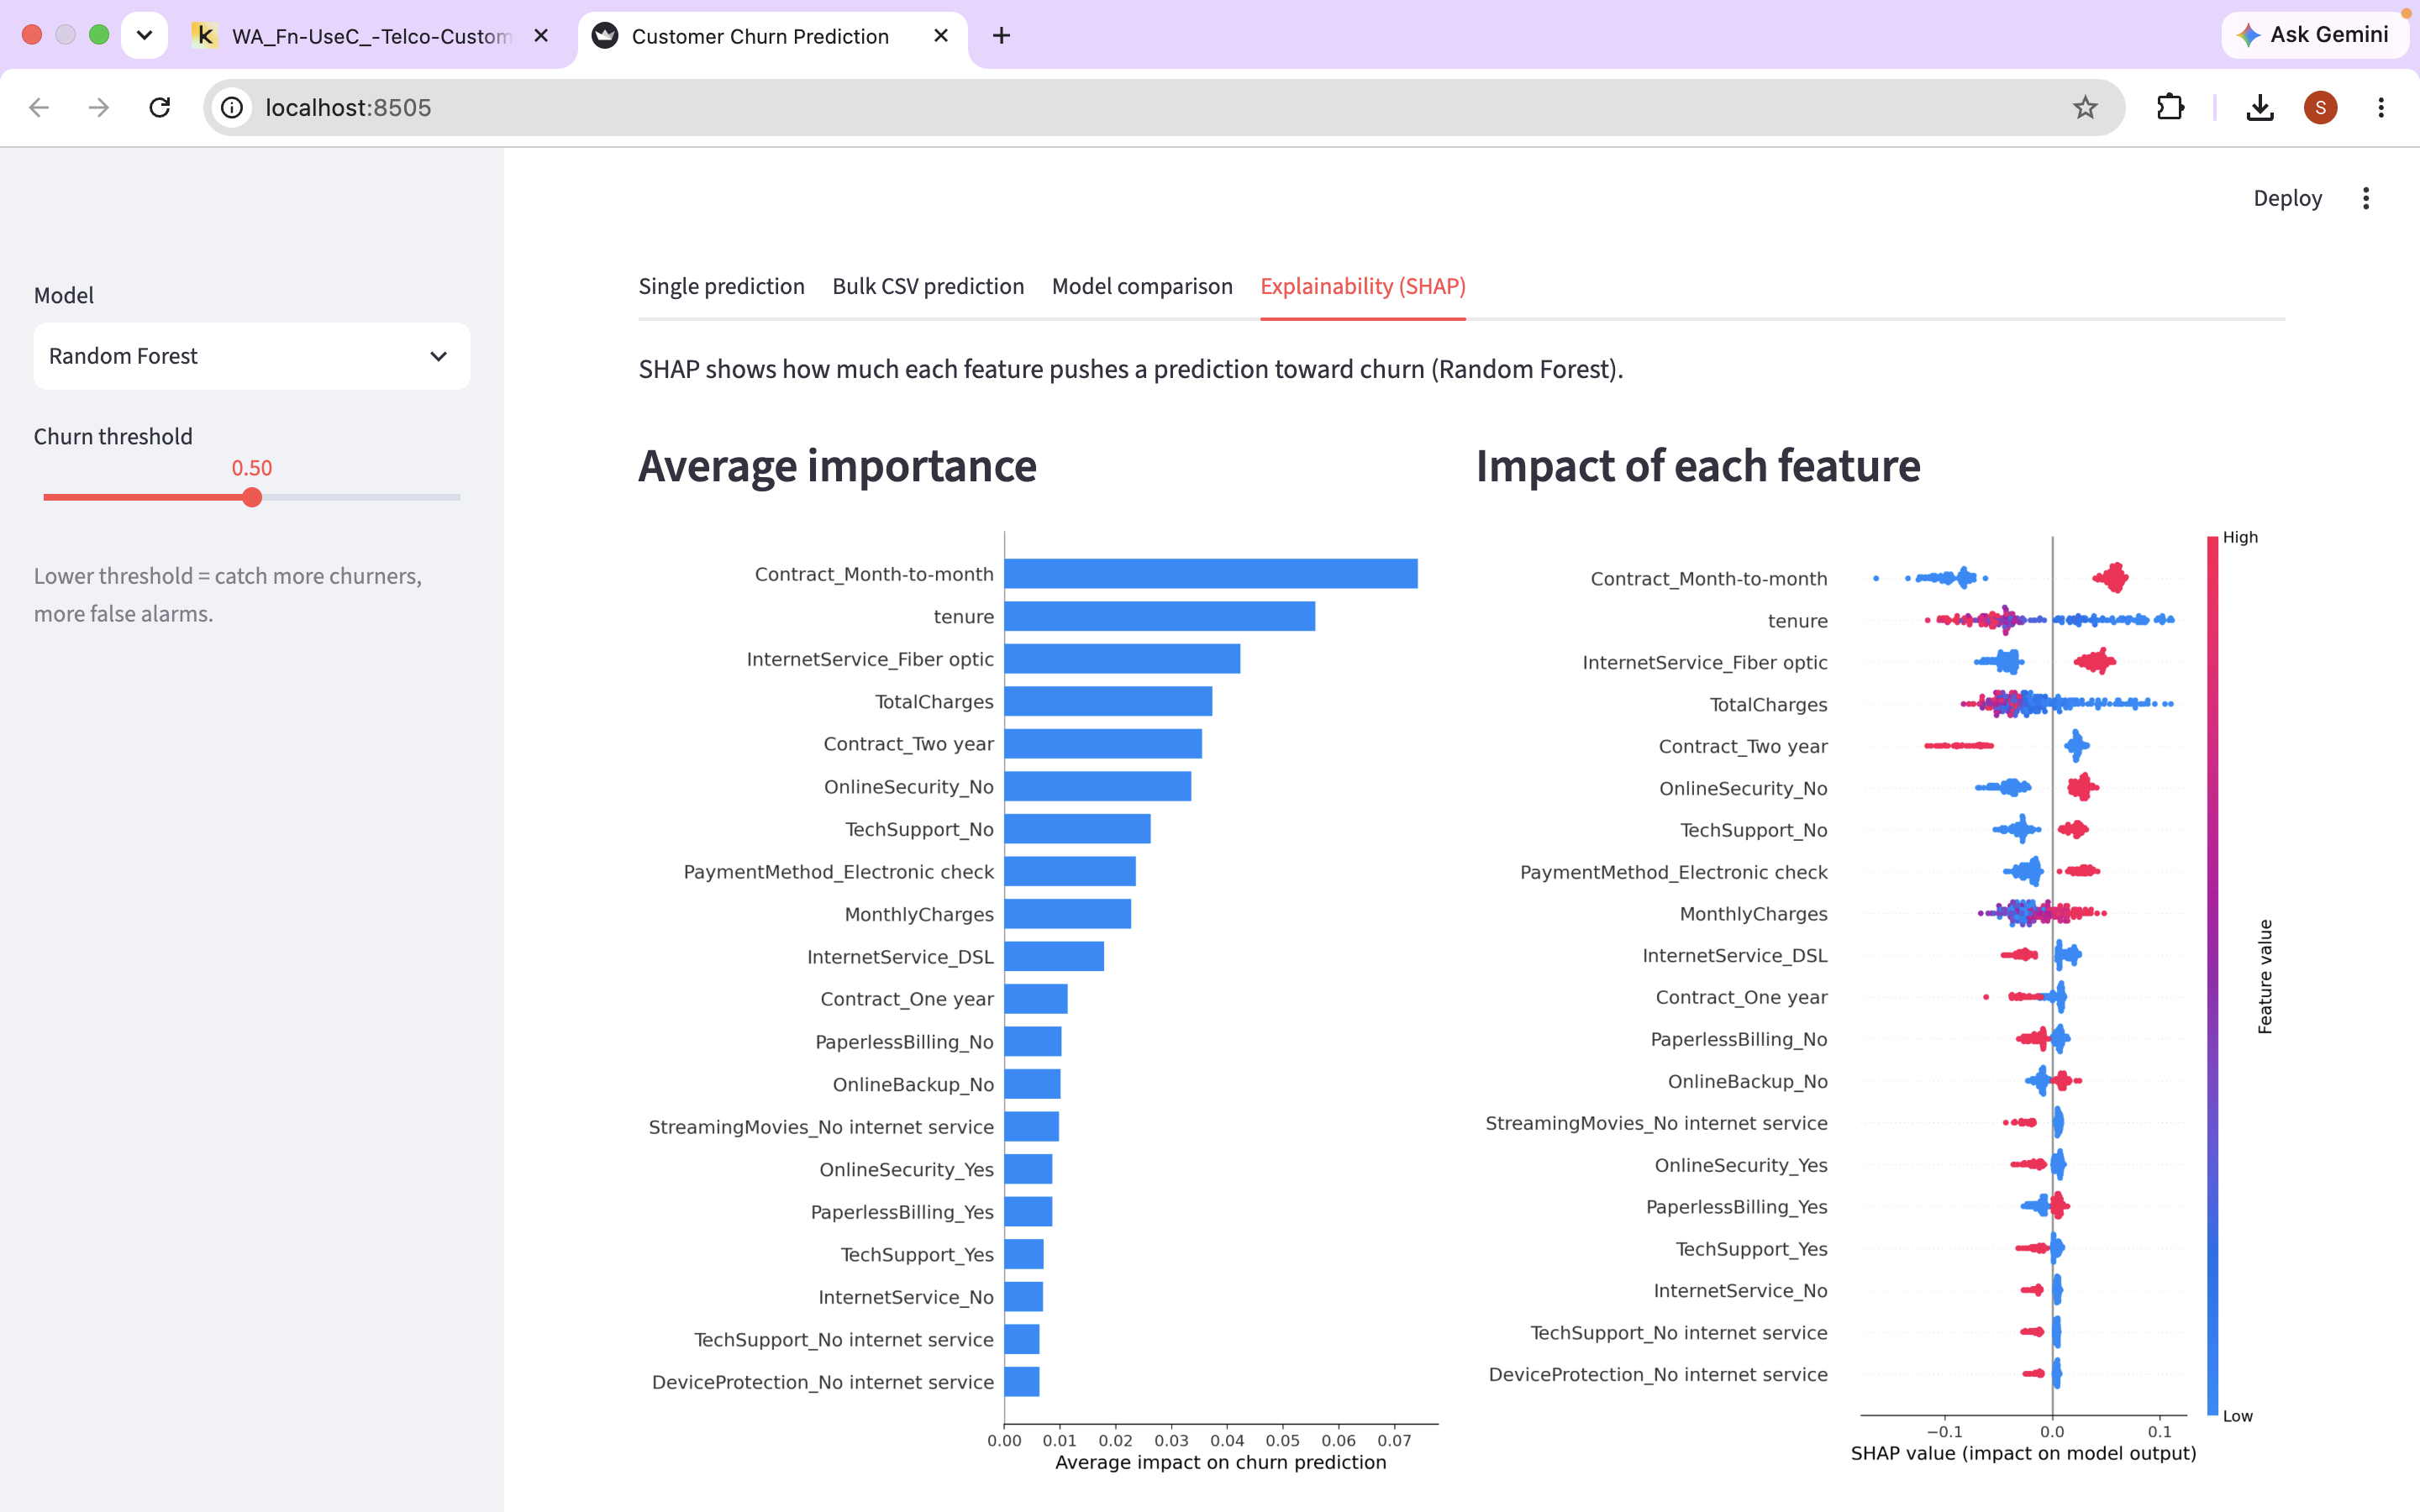 WA_Fn-UseC_-Telco-Custom
Customer Churn Prediction
Ask Gemini
localhost:8505
S
Deploy
Model
Random Forest
Churn threshold
0.50
Lower threshold = catch more churners,
more false alarms.
Single prediction
Bulk CSV prediction
Model comparison
Explainability (SHAP)
SHAP shows how much each feature pushes a prediction toward churn (Random Forest).
Average importance
Contract_Month-to-month
tenure
InternetService_Fiber optic
TotalCharges
Contract_Two year
OnlineSecurity_No
TechSupport_No
PaymentMethod_Electronic check
MonthlyCharges
InternetService_DSL
Contract_One year
PaperlessBilling_No
OnlineBackup_No
StreamingMovies_No internet service
OnlineSecurity_Yes
PaperlessBilling_Yes
TechSupport_Yes
InternetService_No
TechSupport_No internet service
DeviceProtection_No internet service
0.00 0.01 0.02 0.03 0.04 0.05 0.06 0.07
Average impact on churn prediction
Impact of each feature
Contract_Month-to-month
tenure
InternetService_Fiber optic
TotalCharges
Contract_Two year
OnlineSecurity_No
TechSupport_No
PaymentMethod_Electronic check
MonthlyCharges
InternetService_DSL
Contract_One year
PaperlessBilling_No
OnlineBackup_No
StreamingMovies_No internet service
OnlineSecurity_Yes
PaperlessBilling_Yes
TechSupport_Yes
InternetService_No
TechSupport_No internet service
DeviceProtection_No internet service
−0.1 0.0 0.1
SHAP value (impact on model output)
High
Feature value
Low